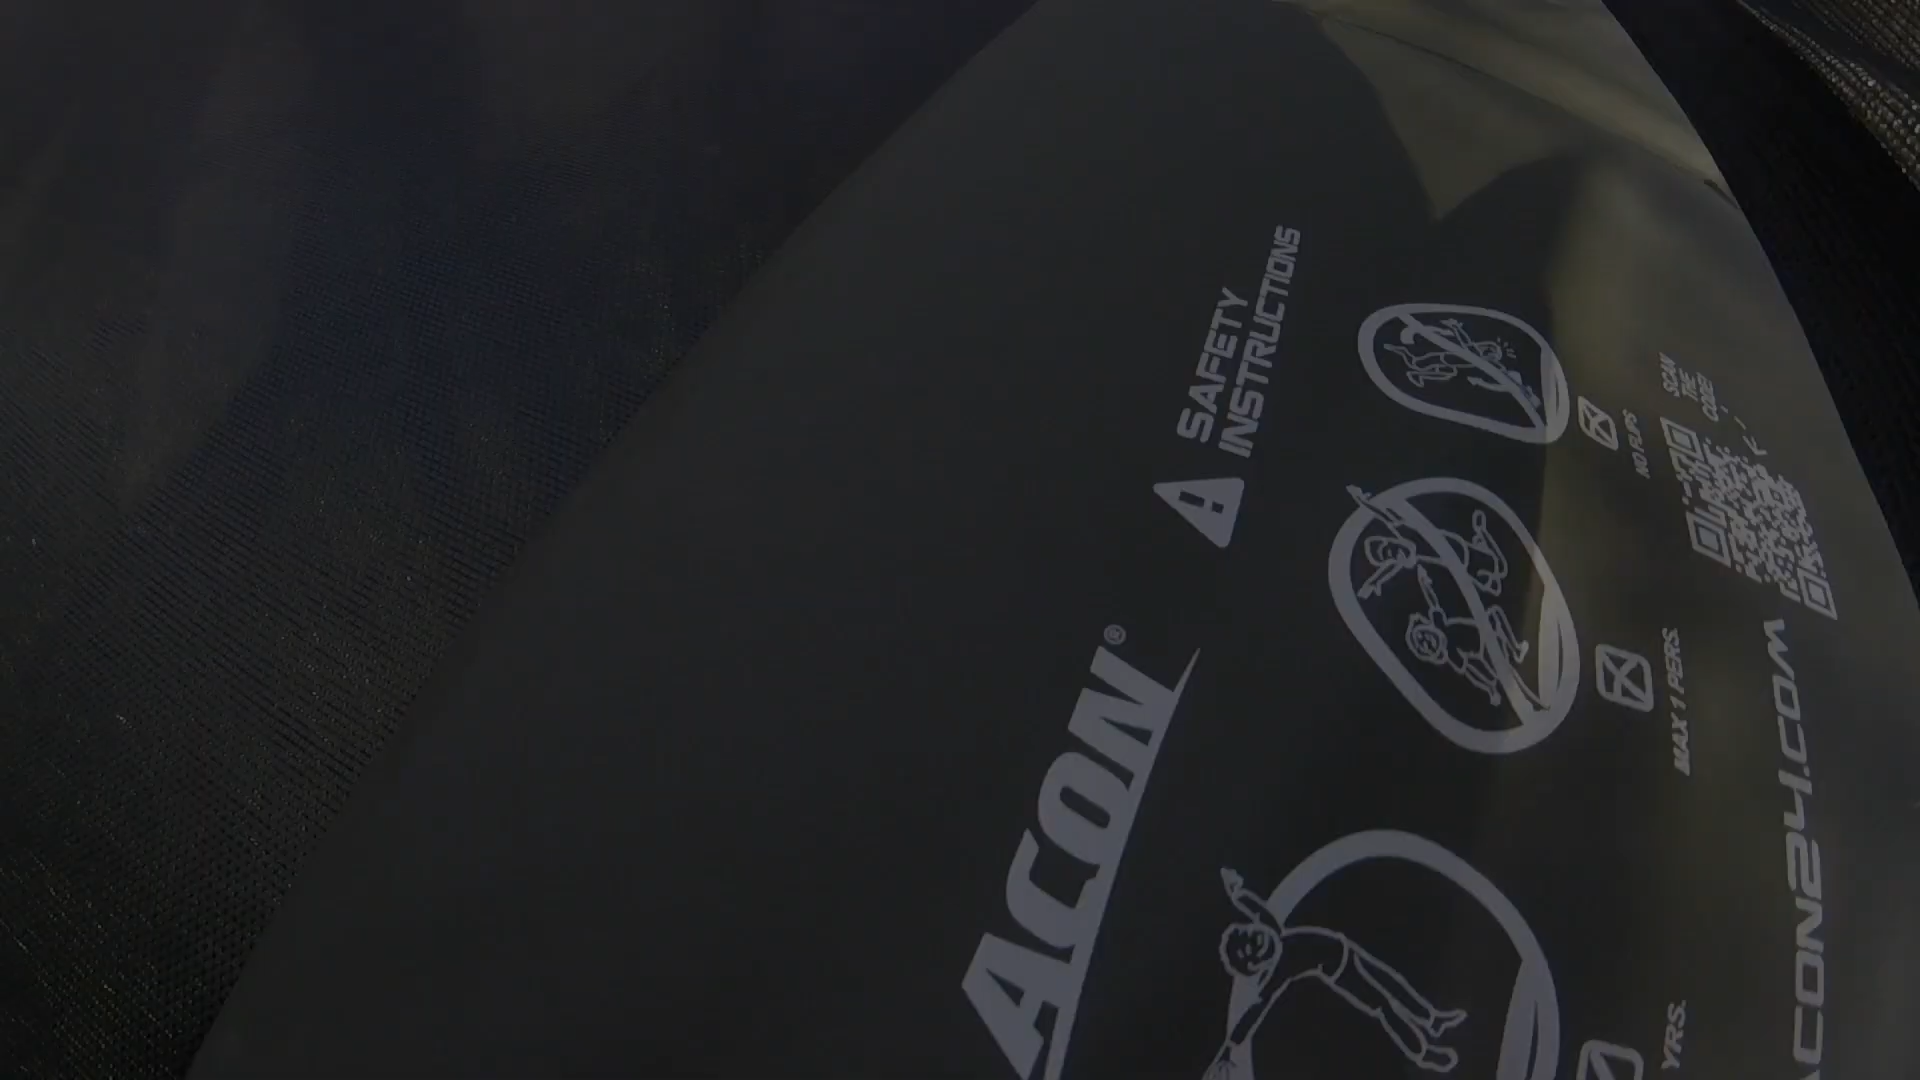 ACON®
SAFETY
INSTRUCTIONS
YRS.
MAX 1 PERS.
NO FLIPS
SCAN
THE
CODE!
ACON24.COM